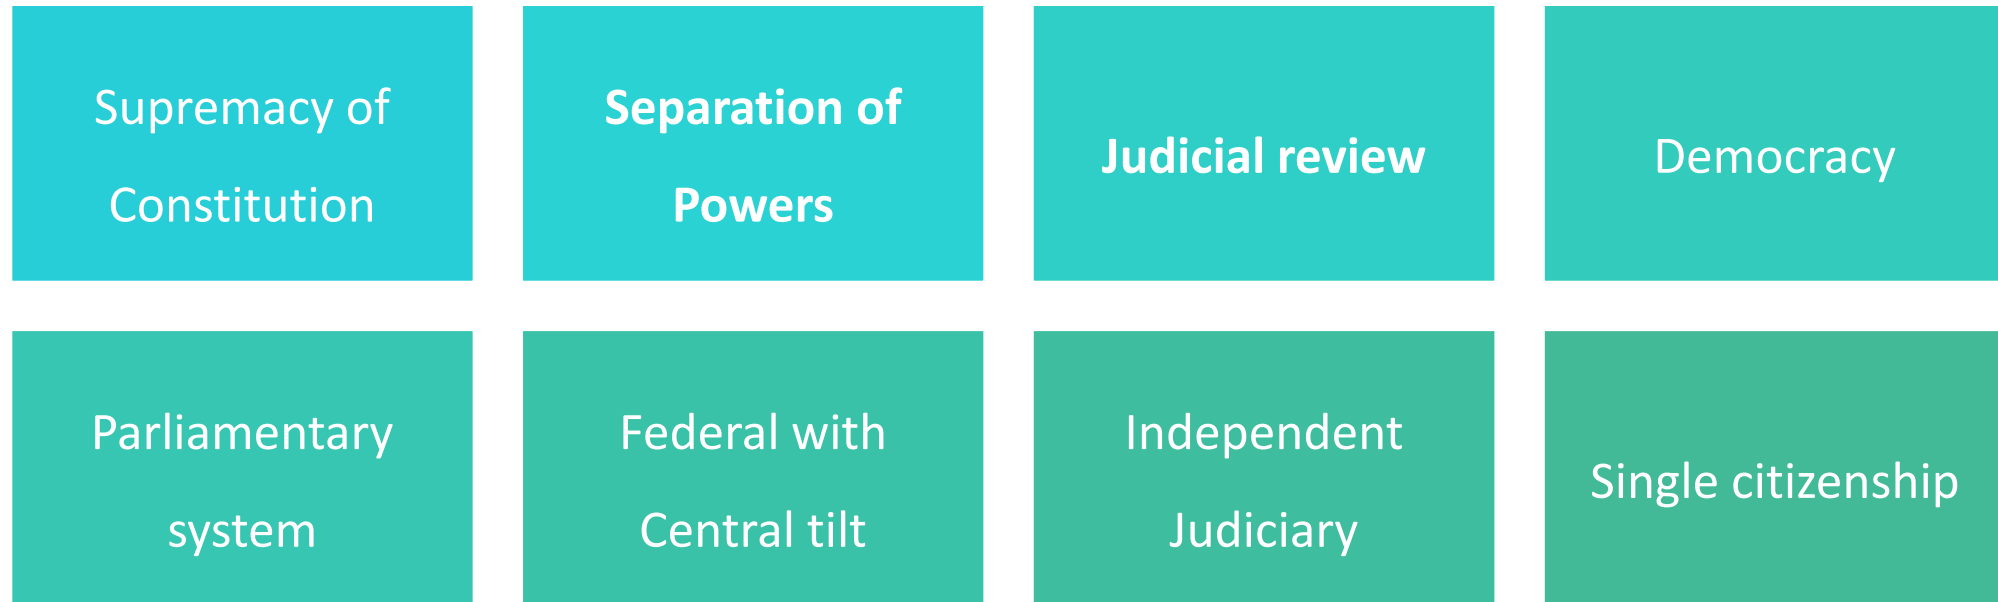 Supremacy of
Constitution
Separation of
Powers
Judicial review
Democracy
Parliamentary
system
Federal with
Central tilt
Independent
Judiciary
Single citizenship